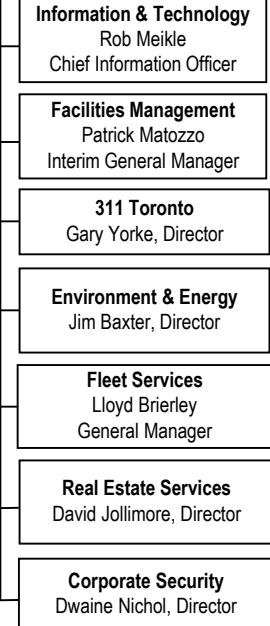 Information & Technology
Rob Meikle
Chief Information Officer
Facilities Management
Patrick Matozzo
Interim General Manager
311 Toronto
Gary Yorke, Director
Environment & Energy
Jim Baxter, Director
Fleet Services
Lloyd Brierley
General Manager
Real Estate Services
David Jollimore, Director
Corporate Security
Dwaine Nichol, Director